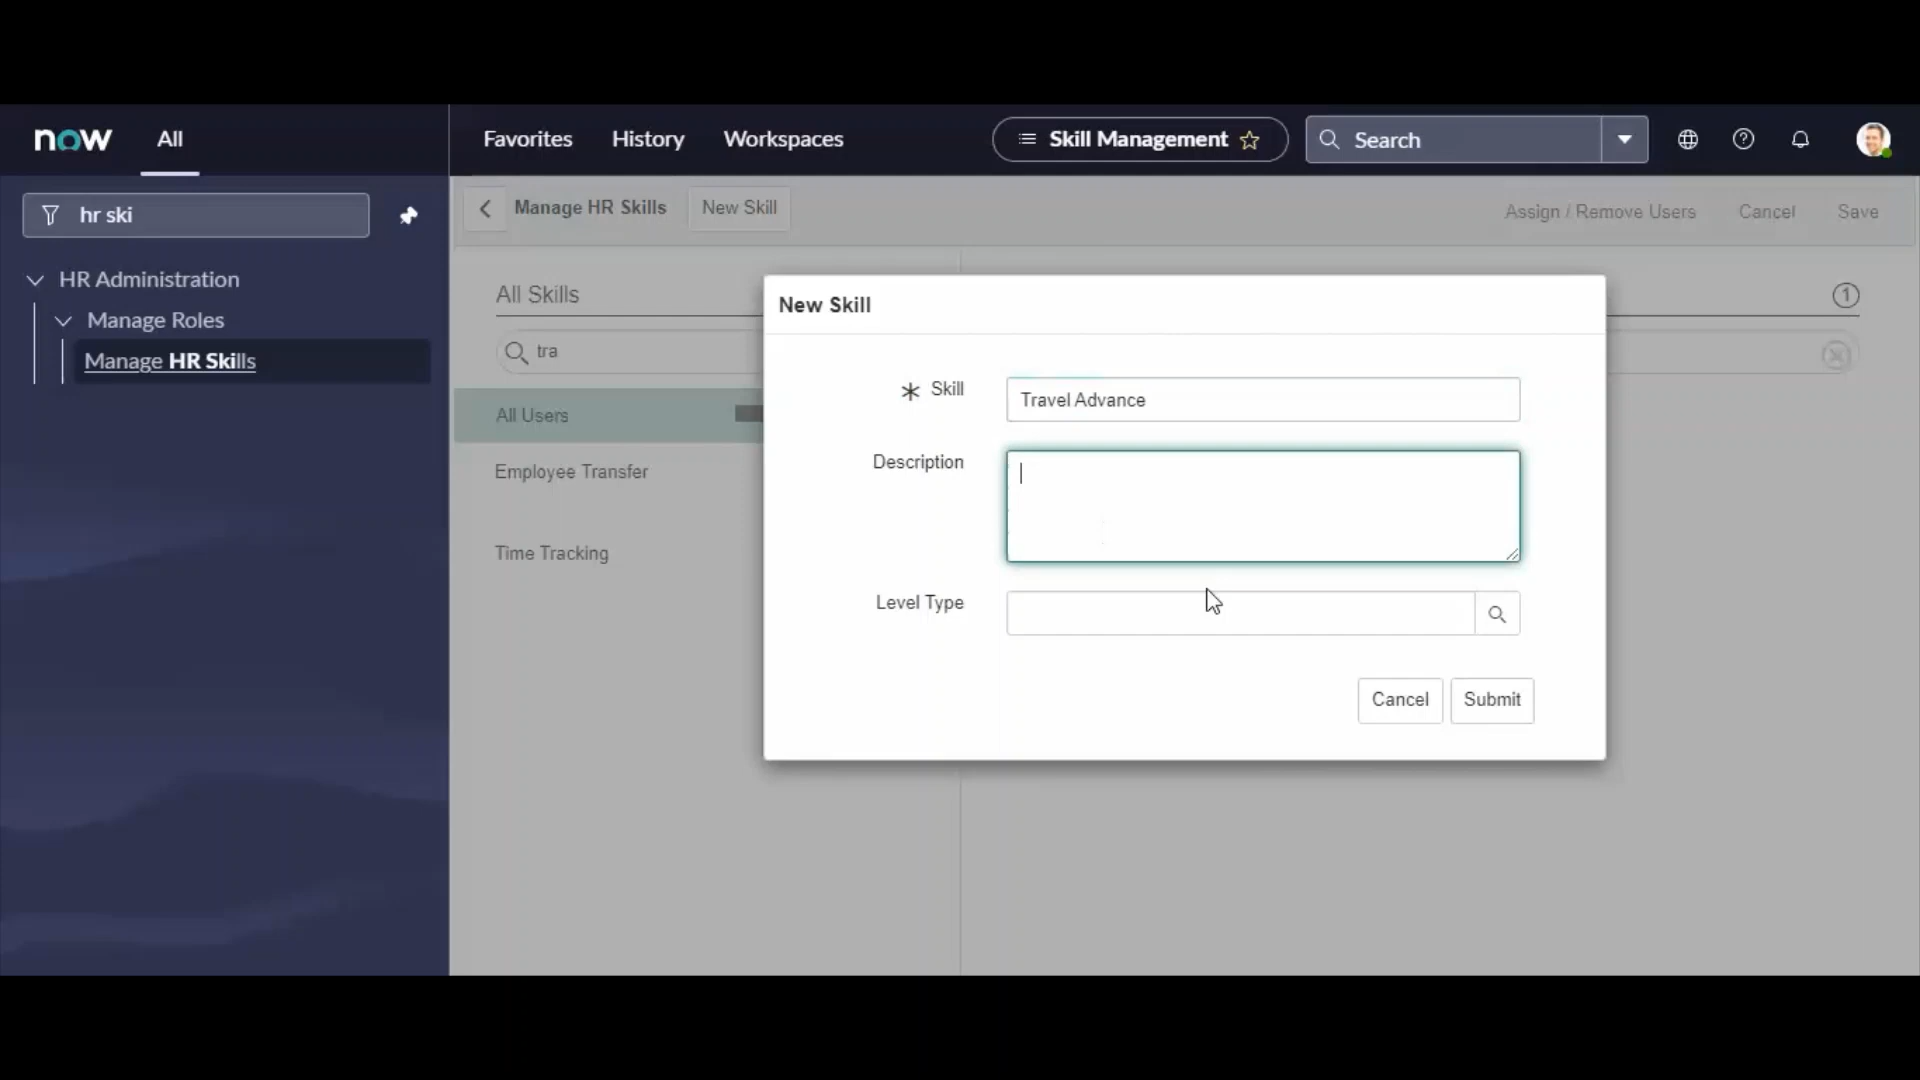 now All Favorites History Workspaces Skill Management Search
hr ski
HR Administration
Manage Roles
Manage HR Skills
Manage HR Skills New Skill Assign / Remove Users Cancel Save
All Skills 1
tra
All Users
Employee Transfer
Time Tracking
New Skill
* Skill Travel Advance
Description
Level Type
Cancel Submit